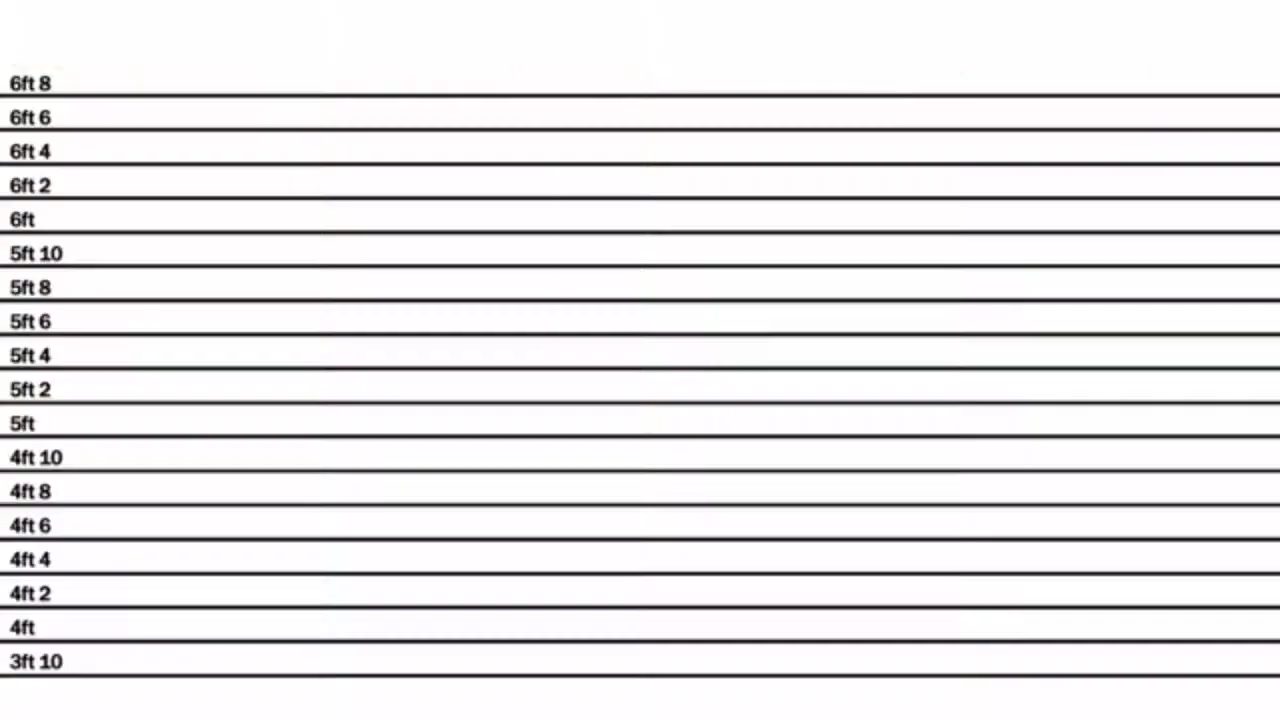 6ft 8
6ft 6
6ft 4
6ft 2
6ft
5ft 10
5ft 8
5ft 6
5ft 4
5ft 2
5ft
4ft 10
4ft 8
4ft 6
4ft 4
4ft 2
4ft
3ft 10